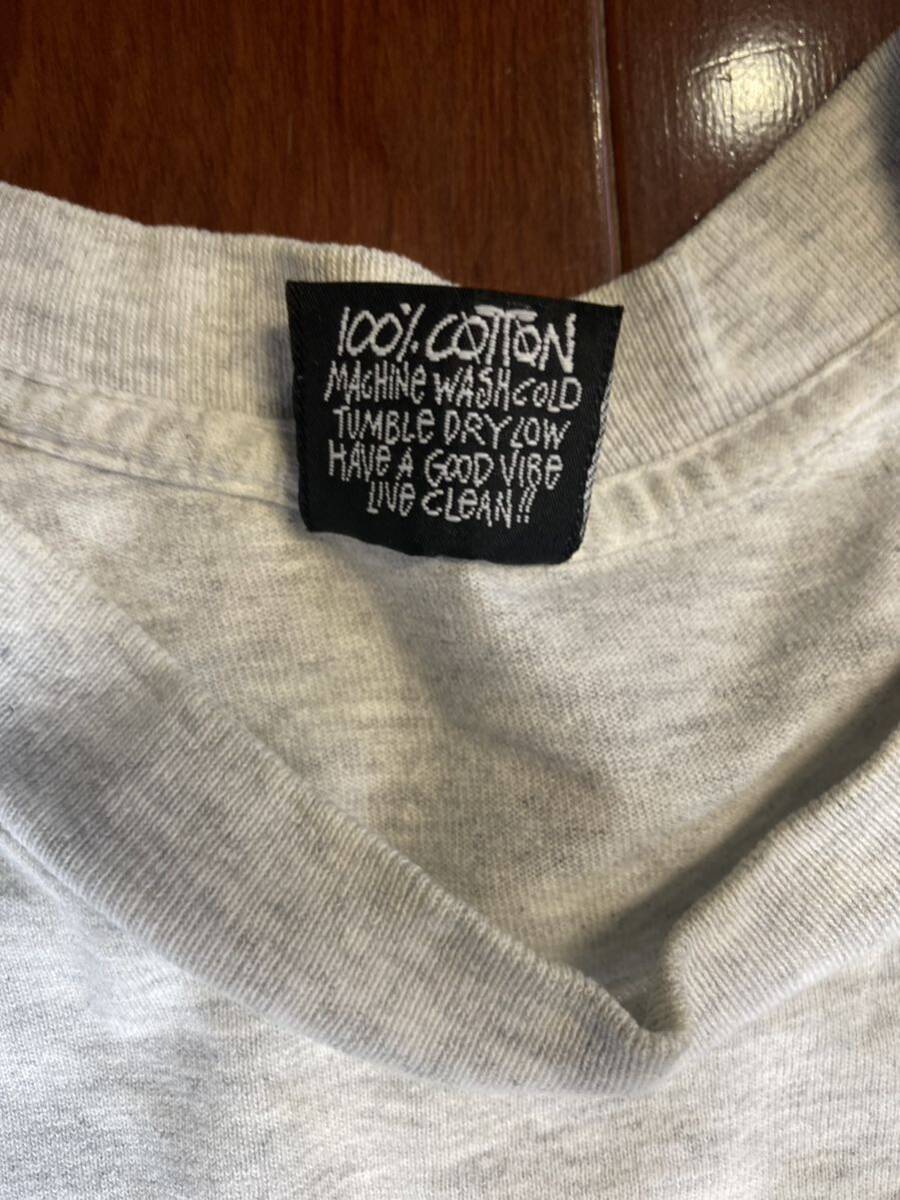 100% COTTON
MACHINE WASH COLD
TUMBLE DRY LOW
HAVE A GOOD VIBE
LIVE CLEAN!!